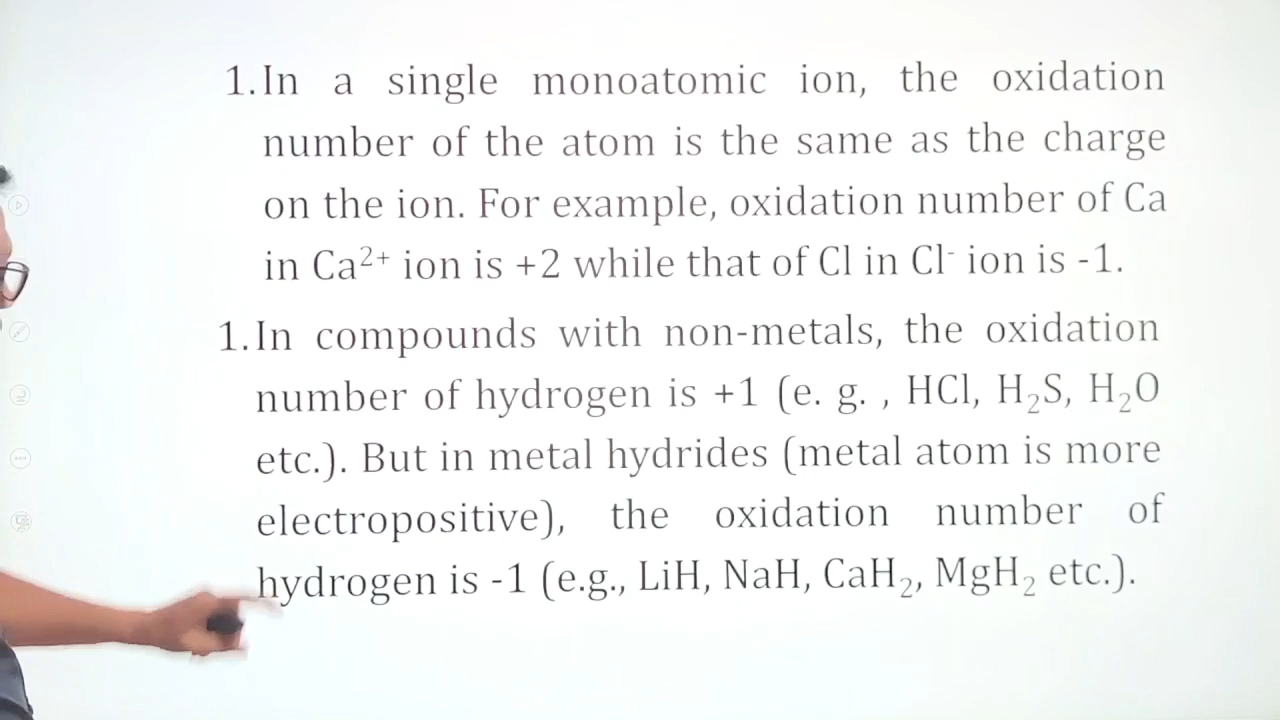 1. In a single monoatomic ion, the oxidation
number of the atom is the same as the charge
on the ion. For example, oxidation number of Ca
in Ca²⁺ ion is +2 while that of Cl in Cl⁻ ion is -1.
1. In compounds with non-metals, the oxidation
number of hydrogen is +1 (e. g. , HCl, H₂S, H₂O
etc.). But in metal hydrides (metal atom is more
electropositive), the oxidation number of
hydrogen is -1 (e.g., LiH, NaH, CaH₂, MgH₂ etc.).